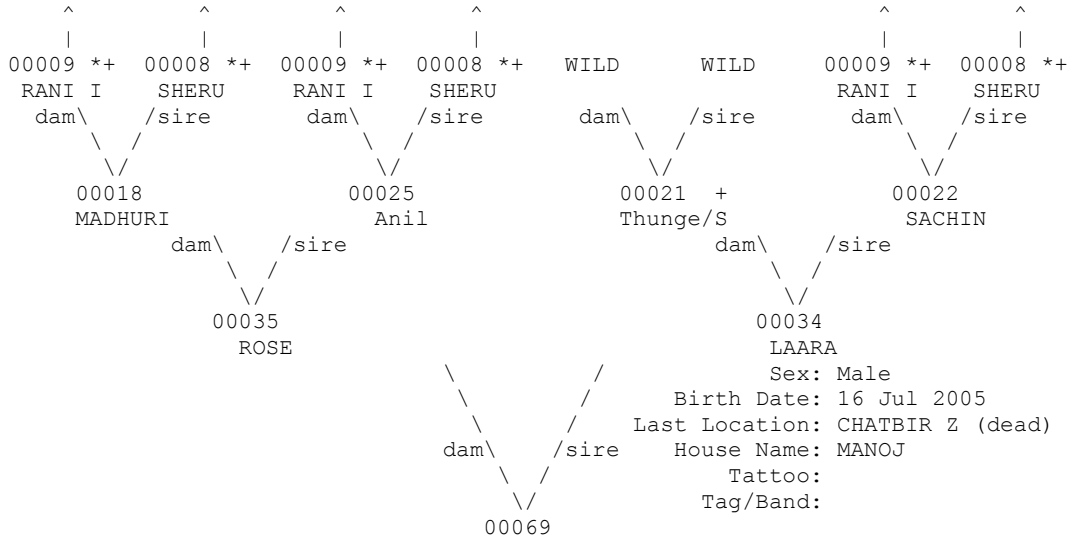 ^ ^ ^ ^ ^ ^
| | | | | |
00009 *+ 00008 *+ 00009 *+ 00008 *+ WILD WILD 00009 *+ 00008 *+
RANI I SHERU RANI I SHERU RANI I SHERU
dam\ /sire dam\ /sire dam\ /sire dam\ /sire
\ / \ / \ / \ /
\/ \/ \/ \/
00018 00025 00021 + 00022
MADHURI Anil Thunge/S SACHIN
dam\ /sire dam\ /sire
\ / \ /
\/ \/
00035 00034
ROSE LAARA
\ / Sex: Male
\ / Birth Date: 16 Jul 2005
\ / Last Location: CHATBIR Z (dead)
dam\ /sire House Name: MANOJ
\ / Tattoo:
\/ Tag/Band:
00069